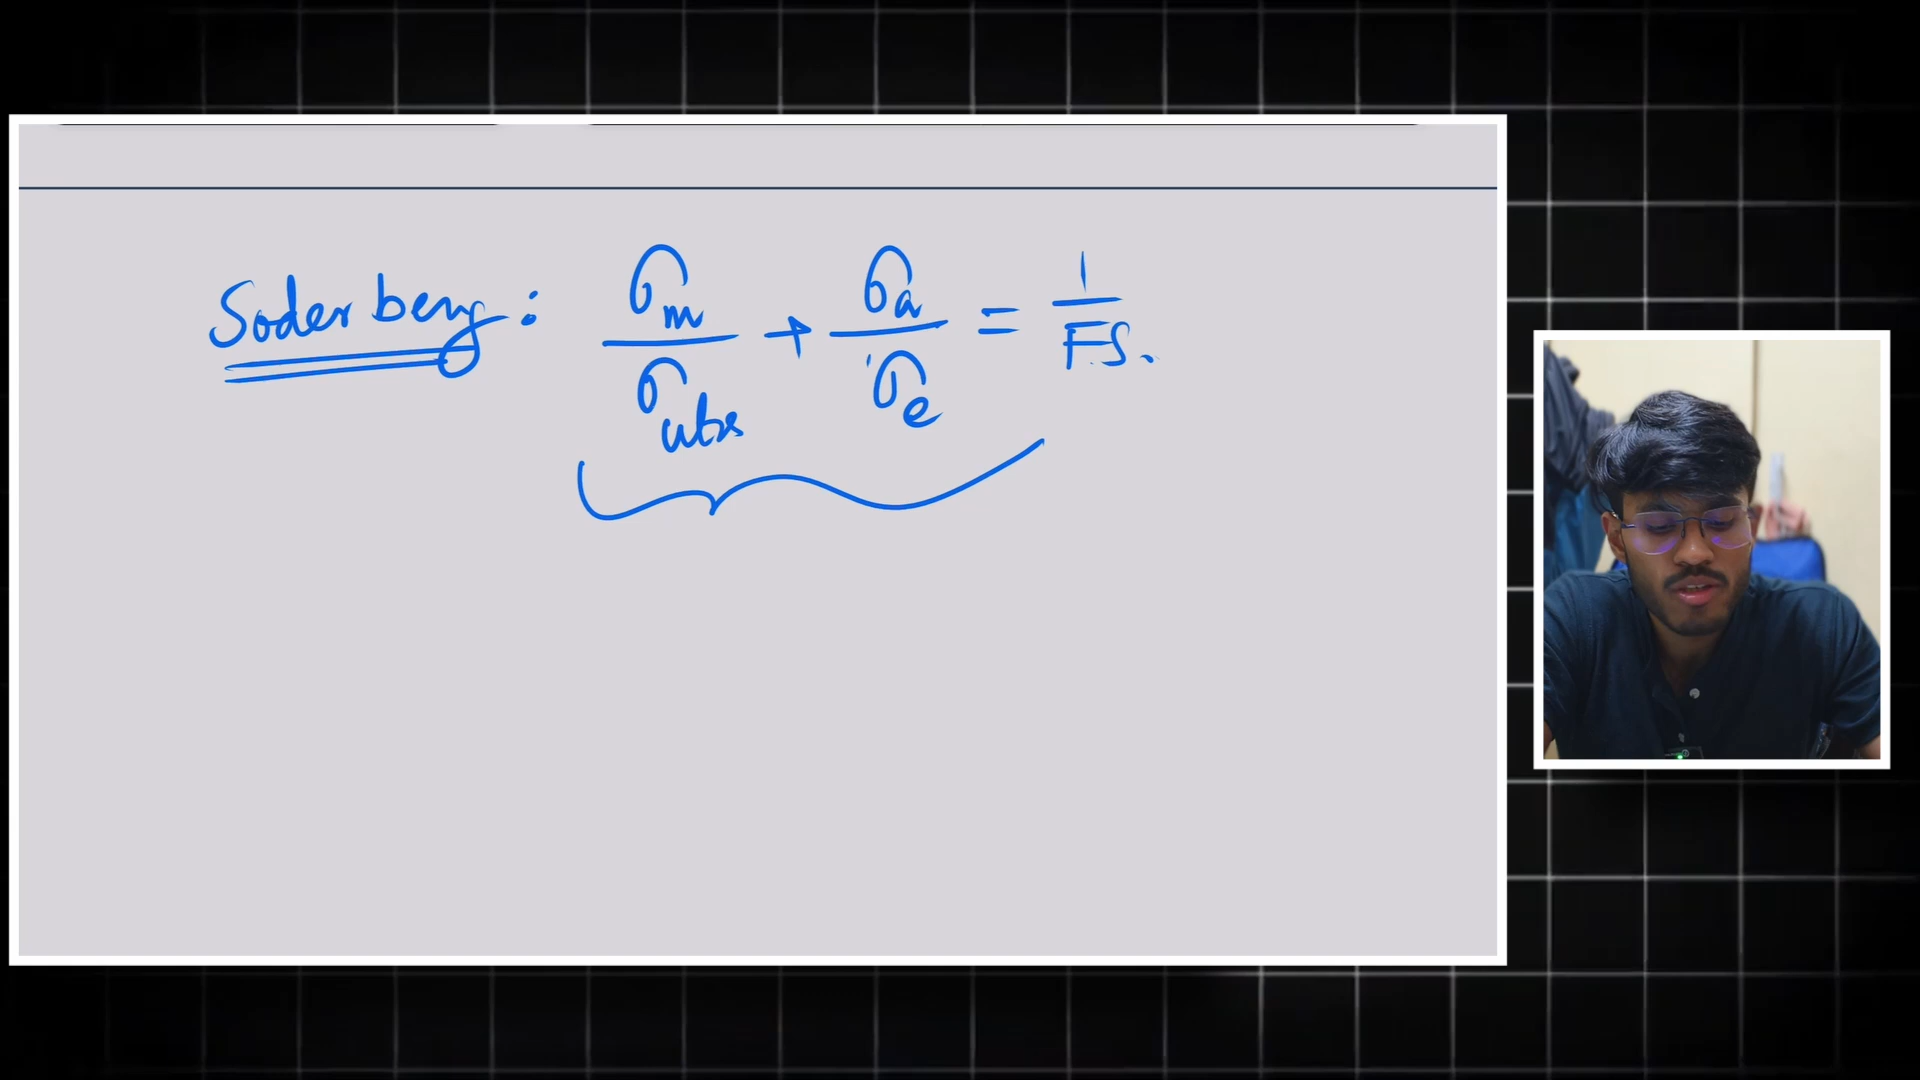 Soderberg : σm/σutx + σa/σe = 1/F.S.